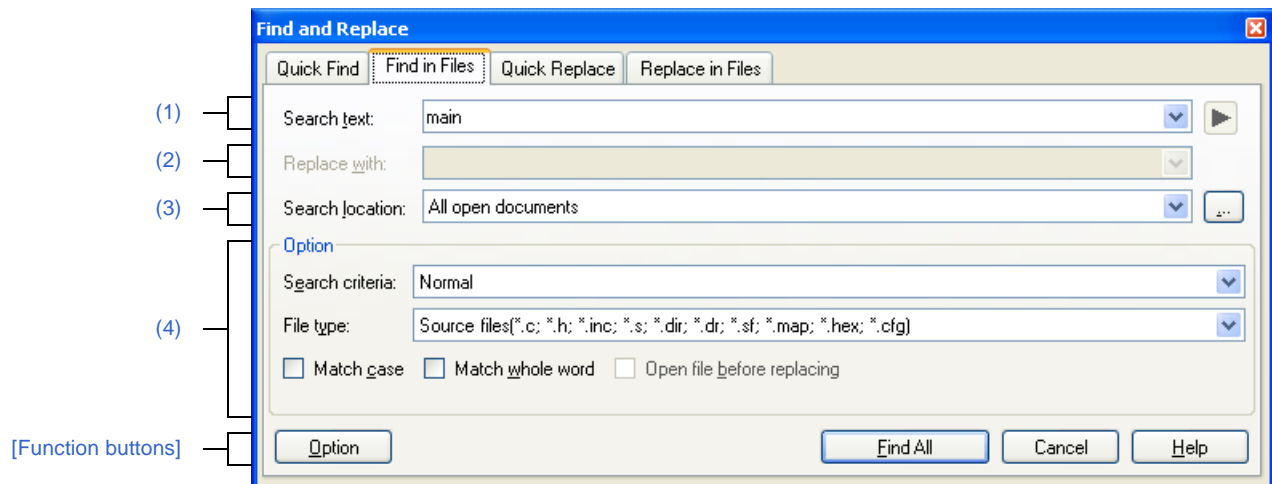 Find and Replace
Quick Find Find in Files Quick Replace Replace in Files
(1) Search text: main
(2) Replace with:
(3) Search location: All open documents ...
Option
Search criteria: Normal
(4) File type: Source files(*.c; *.h; *.inc; *.s; *.dir; *.dr; *.sf; *.map; *.hex; *.cfg)
Match case Match whole word Open file before replacing
[Function buttons] Option Find All Cancel Help